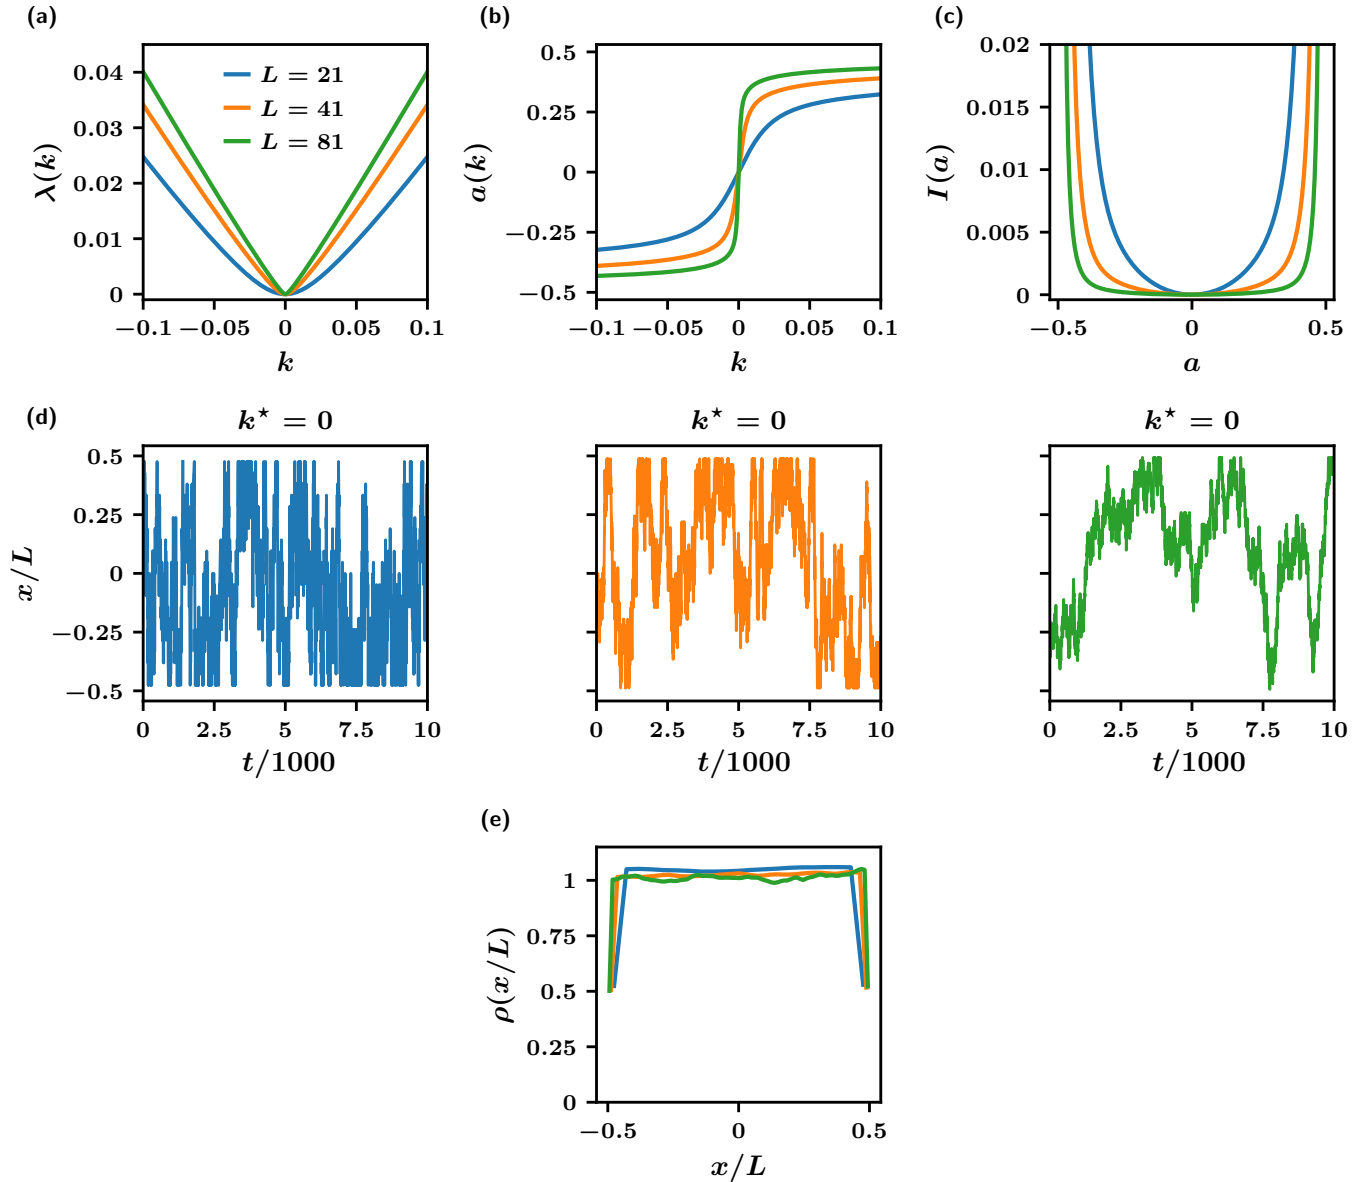 (a)
(b)
(c)
λ(k)
0.04
0.03
0.02
0.01
0
L = 21
L = 41
L = 81
−0.1
−0.05
0
0.05
0.1
k
a(k)
0.5
0.25
0
−0.25
−0.5
−0.1
−0.05
0
0.05
0.1
k
I(a)
0.02
0.015
0.01
0.005
0
−0.5
0
0.5
a
(d)
k⋆ = 0
k⋆ = 0
k⋆ = 0
x/L
0.5
0.25
0
−0.25
−0.5
0
2.5
5
7.5
10
t/1000
0
2.5
5
7.5
10
t/1000
0
2.5
5
7.5
10
t/1000
(e)
ρ(x/L)
1
0.75
0.5
0.25
0
−0.5
0
0.5
x/L